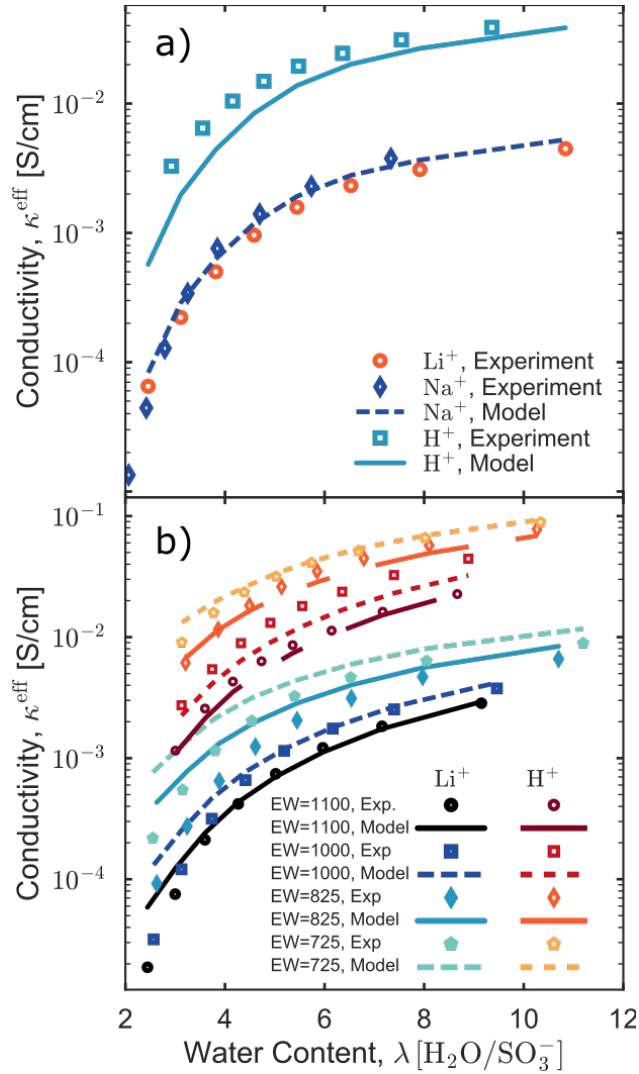 a)
10⁻²
10⁻³
10⁻⁴
Conductivity, κ^eff [S/cm]
Li⁺, Experiment
Na⁺, Experiment
Na⁺, Model
H⁺, Experiment
H⁺, Model
b)
10⁻¹
10⁻²
10⁻³
10⁻⁴
Conductivity, κ^eff [S/cm]
Li⁺ H⁺
EW=1100, Exp.
EW=1100, Model
EW=1000, Exp
EW=1000, Model
EW=825, Exp
EW=825, Model
EW=725, Exp
EW=725, Model
2 4 6 8 10 12
Water Content, λ [H₂O/SO₃⁻]